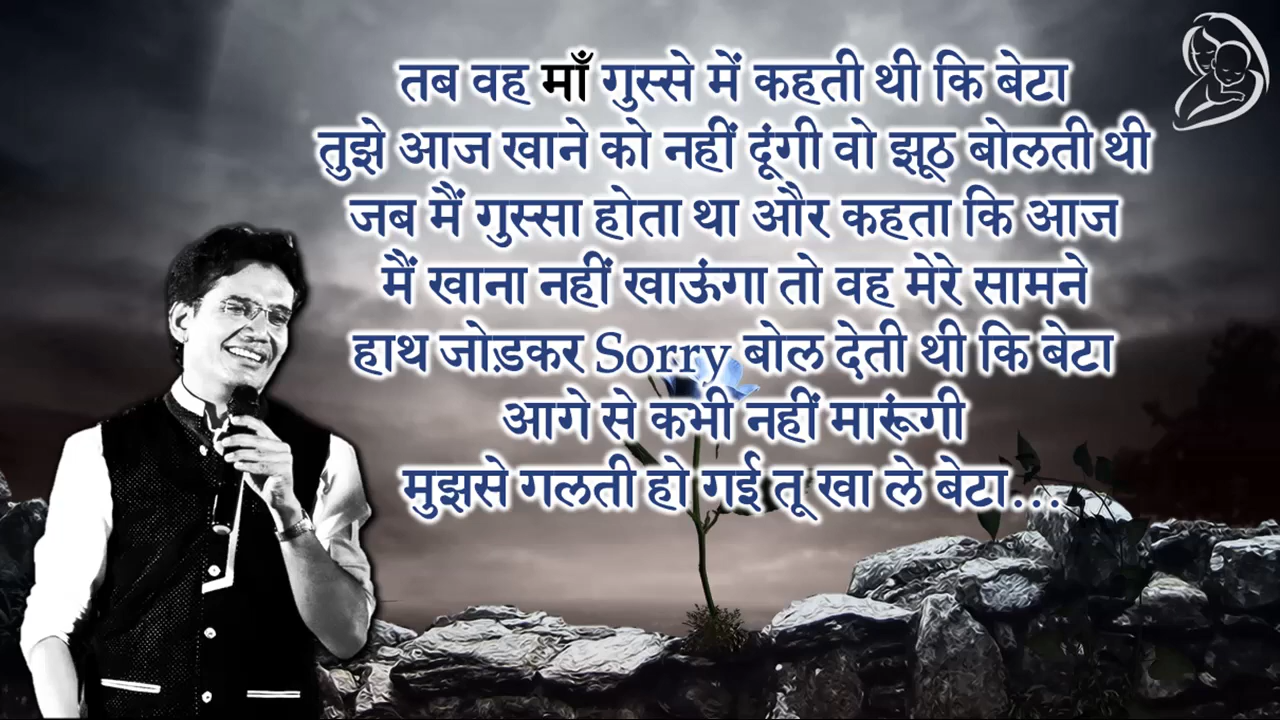 तब वह माँ गुस्से में कहती थी कि बेटा
तुझे आज खाने को नहीं दूंगी वो झूठ बोलती थी
जब मैं गुस्सा होता था और कहता कि आज
मैं खाना नहीं खाऊंगा तो वह मेरे सामने
हाथ जोड़कर Sorry बोल देती थी कि बेटा
आगे से कभी नहीं मारूंगी
मुझसे गलती हो गई तू खा ले बेटा....